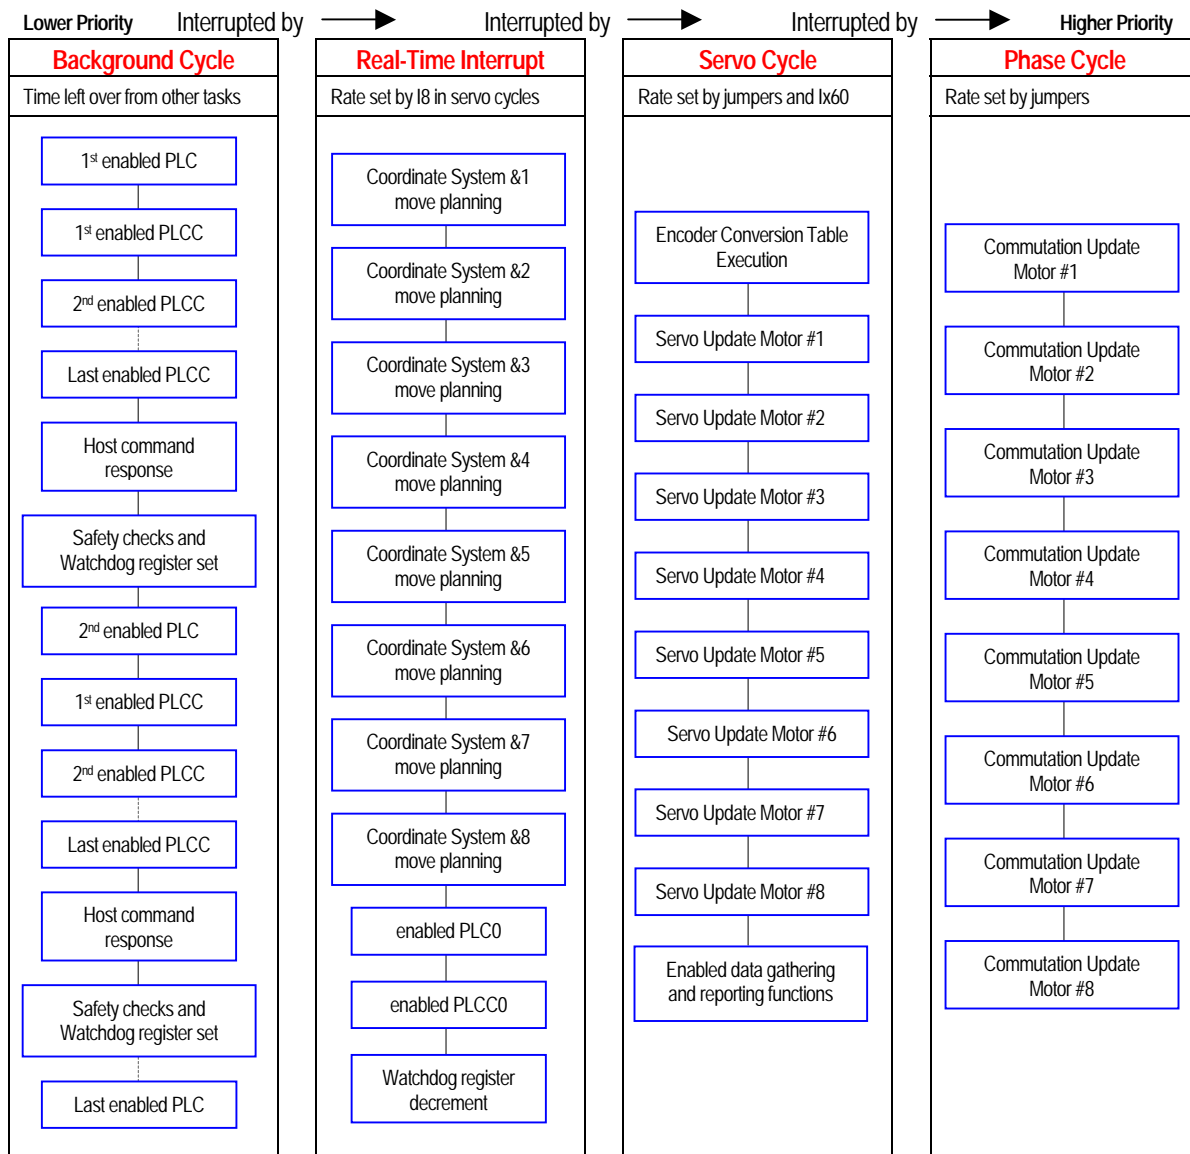 Lower Priority Interrupted by Interrupted by Interrupted by Higher Priority
Background Cycle
Time left over from other tasks
1st enabled PLC
1st enabled PLCC
2nd enabled PLCC
Last enabled PLCC
Host command
response
Safety checks and
Watchdog register set
2nd enabled PLC
1st enabled PLCC
2nd enabled PLCC
Last enabled PLCC
Host command
response
Safety checks and
Watchdog register set
Last enabled PLC
Real-Time Interrupt
Rate set by I8 in servo cycles
Coordinate System &1
move planning
Coordinate System &2
move planning
Coordinate System &3
move planning
Coordinate System &4
move planning
Coordinate System &5
move planning
Coordinate System &6
move planning
Coordinate System &7
move planning
Coordinate System &8
move planning
enabled PLC0
enabled PLCC0
Watchdog register
decrement
Servo Cycle
Rate set by jumpers and Ix60
Encoder Conversion Table
Execution
Servo Update Motor #1
Servo Update Motor #2
Servo Update Motor #3
Servo Update Motor #4
Servo Update Motor #5
Servo Update Motor #6
Servo Update Motor #7
Servo Update Motor #8
Enabled data gathering
and reporting functions
Phase Cycle
Rate set by jumpers
Commutation Update
Motor #1
Commutation Update
Motor #2
Commutation Update
Motor #3
Commutation Update
Motor #4
Commutation Update
Motor #5
Commutation Update
Motor #6
Commutation Update
Motor #7
Commutation Update
Motor #8